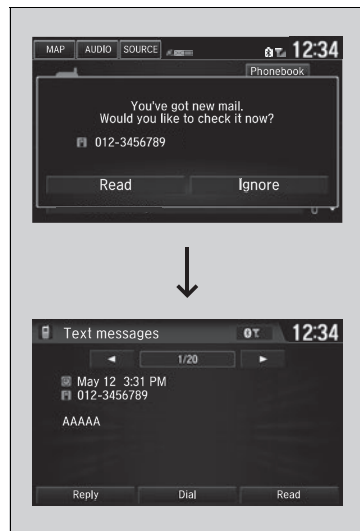 MAP AUDIO SOURCE 12:34
Phonebook
You've got new mail.
Would you like to check it now?
012-3456789
Read Ignore
Text messages 12:34
1/20
May 12 3:31 PM
012-3456789
AAAAA
Reply Dial Read